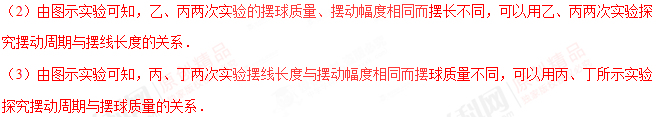 （2）由图示实验可知，乙、丙两次实验的摆球质量、摆动幅度相同而摆长不同，可以用乙、丙两次实验探
究摆动周期与摆线长度的关系．
（3）由图示实验可知，丙、丁两次实验摆线长度与摆动幅度相同而摆球质量不同，可以用丙、丁所示实验
探究摆动周期与摆球质量的关系．